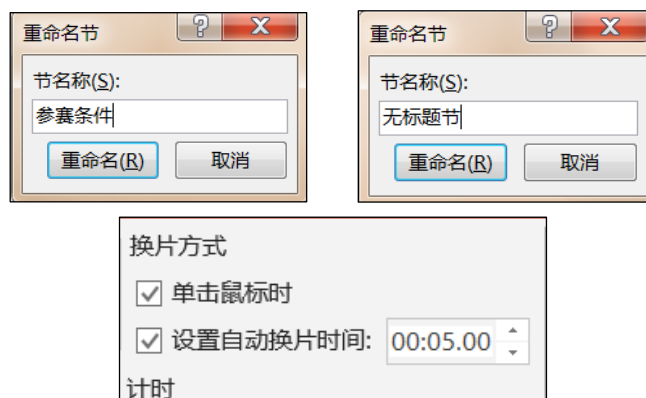 重命名节
节名称(S):
参赛条件
重命名(R) 取消
重命名节
节名称(S):
无标题节
重命名(R) 取消
换片方式
单击鼠标时
设置自动换片时间: 00:05.00
计时